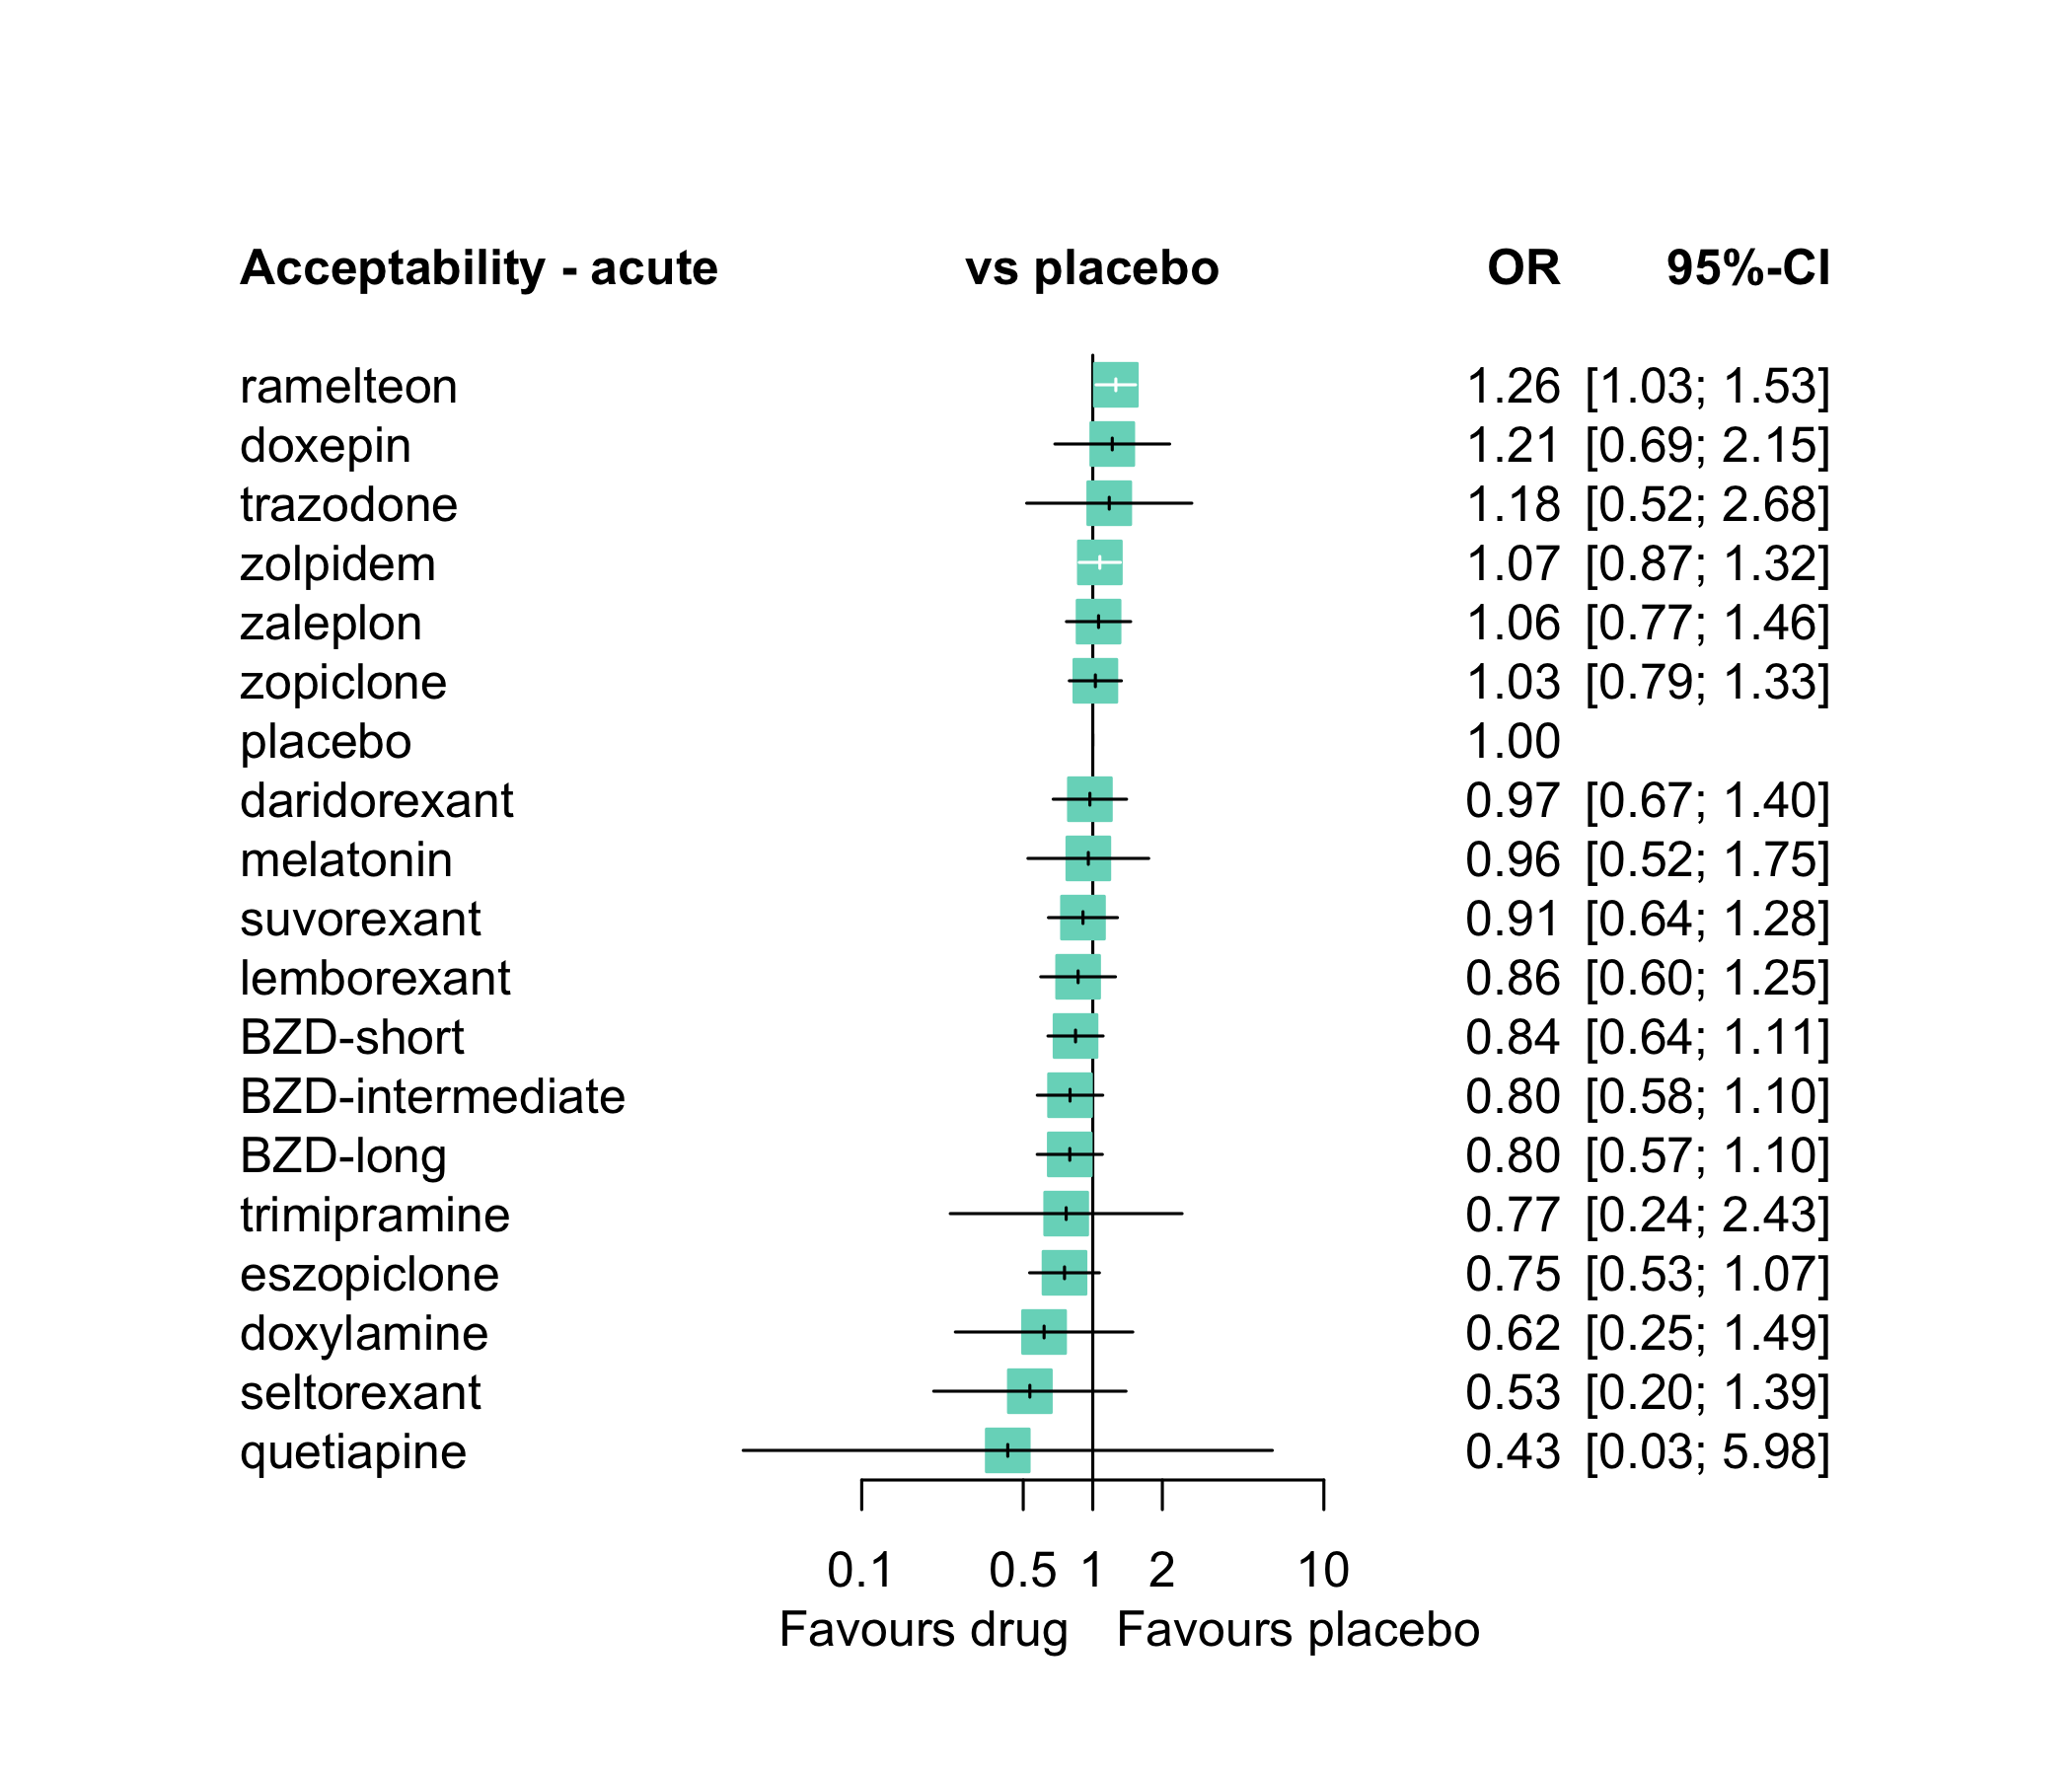 Acceptability - acute vs placebo OR 95%-CI
ramelteon 1.26 [1.03; 1.53]
doxepin 1.21 [0.69; 2.15]
trazodone 1.18 [0.52; 2.68]
zolpidem 1.07 [0.87; 1.32]
zaleplon 1.06 [0.77; 1.46]
zopiclone 1.03 [0.79; 1.33]
placebo 1.00
daridorexant 0.97 [0.67; 1.40]
melatonin 0.96 [0.52; 1.75]
suvorexant 0.91 [0.64; 1.28]
lemborexant 0.86 [0.60; 1.25]
BZD-short 0.84 [0.64; 1.11]
BZD-intermediate 0.80 [0.58; 1.10]
BZD-long 0.80 [0.57; 1.10]
trimipramine 0.77 [0.24; 2.43]
eszopiclone 0.75 [0.53; 1.07]
doxylamine 0.62 [0.25; 1.49]
seltorexant 0.53 [0.20; 1.39]
quetiapine 0.43 [0.03; 5.98]
0.1 0.5 1 2 10
Favours drug Favours placebo